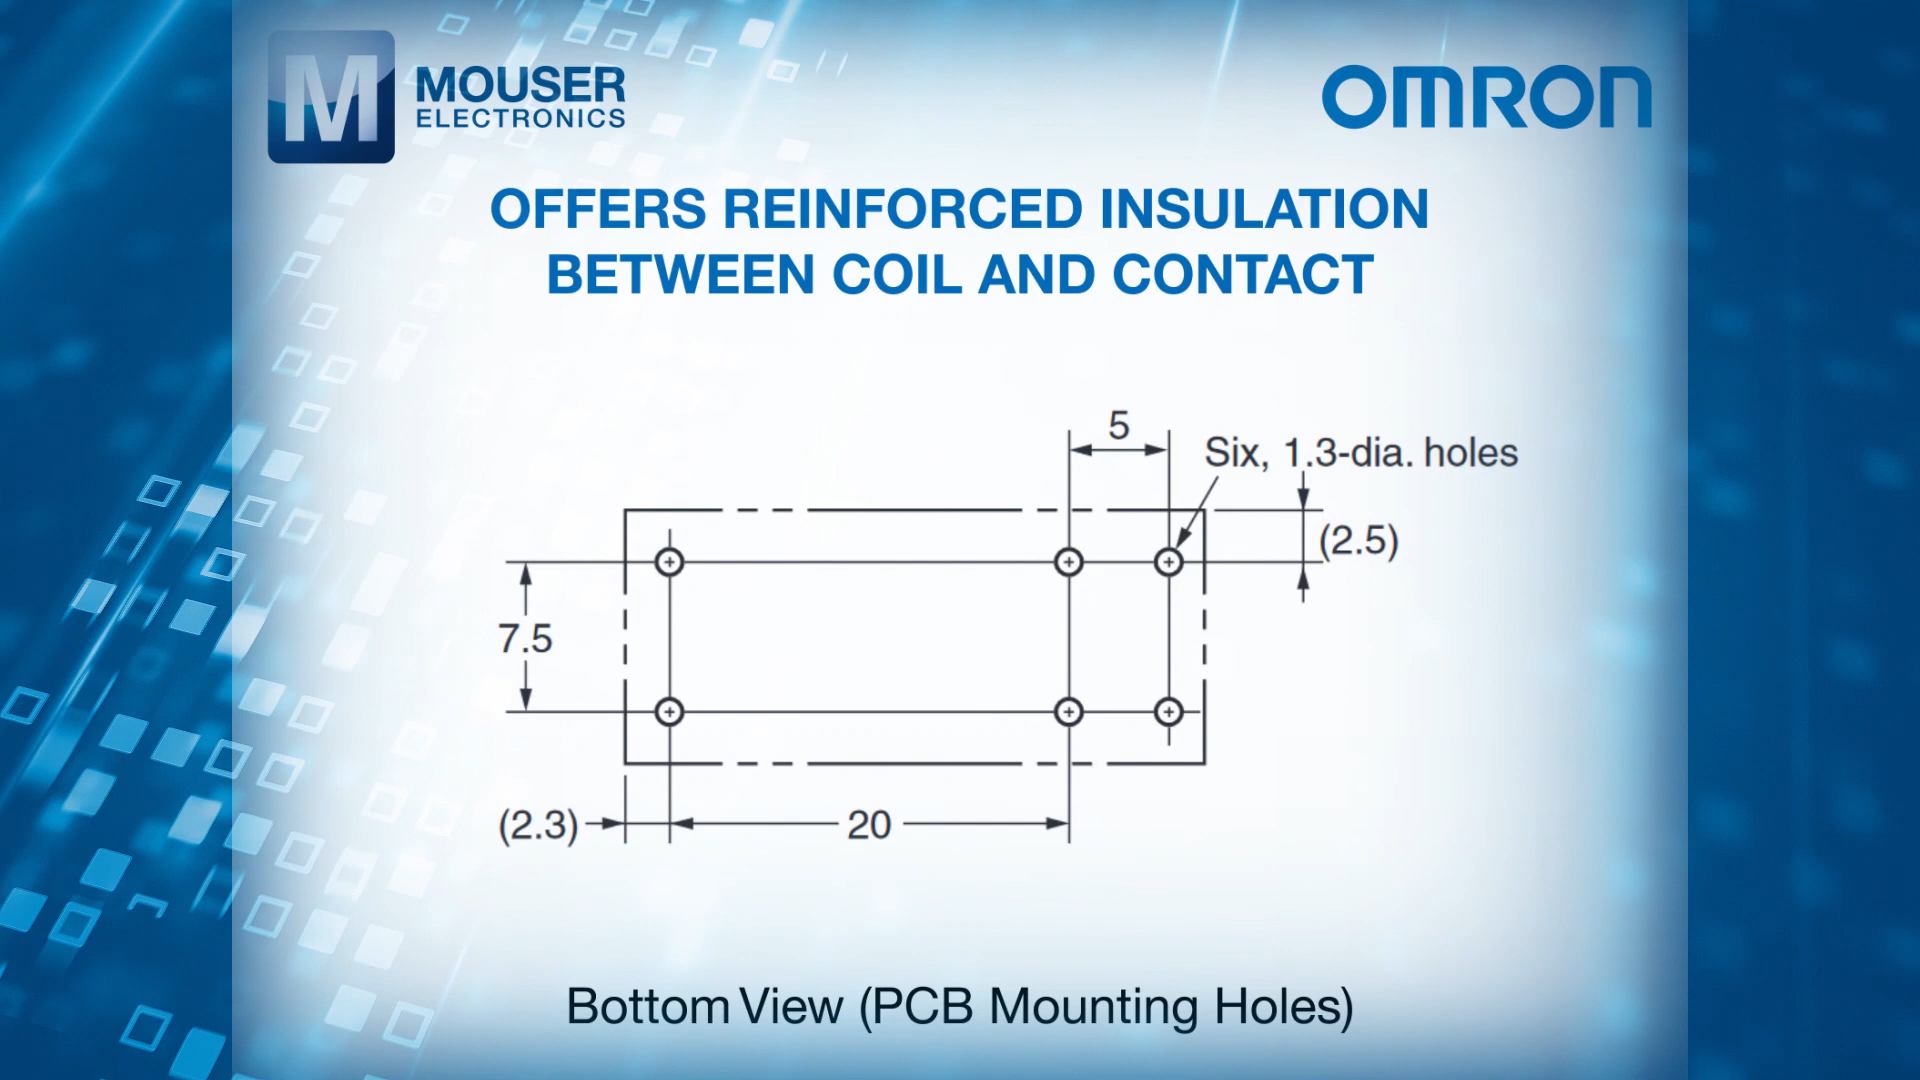 M MOUSER
ELECTRONICS
OMRON
OFFERS REINFORCED INSULATION
BETWEEN COIL AND CONTACT
5
Six, 1.3-dia. holes
(2.5)
7.5
(2.3)
20
Bottom View (PCB Mounting Holes)